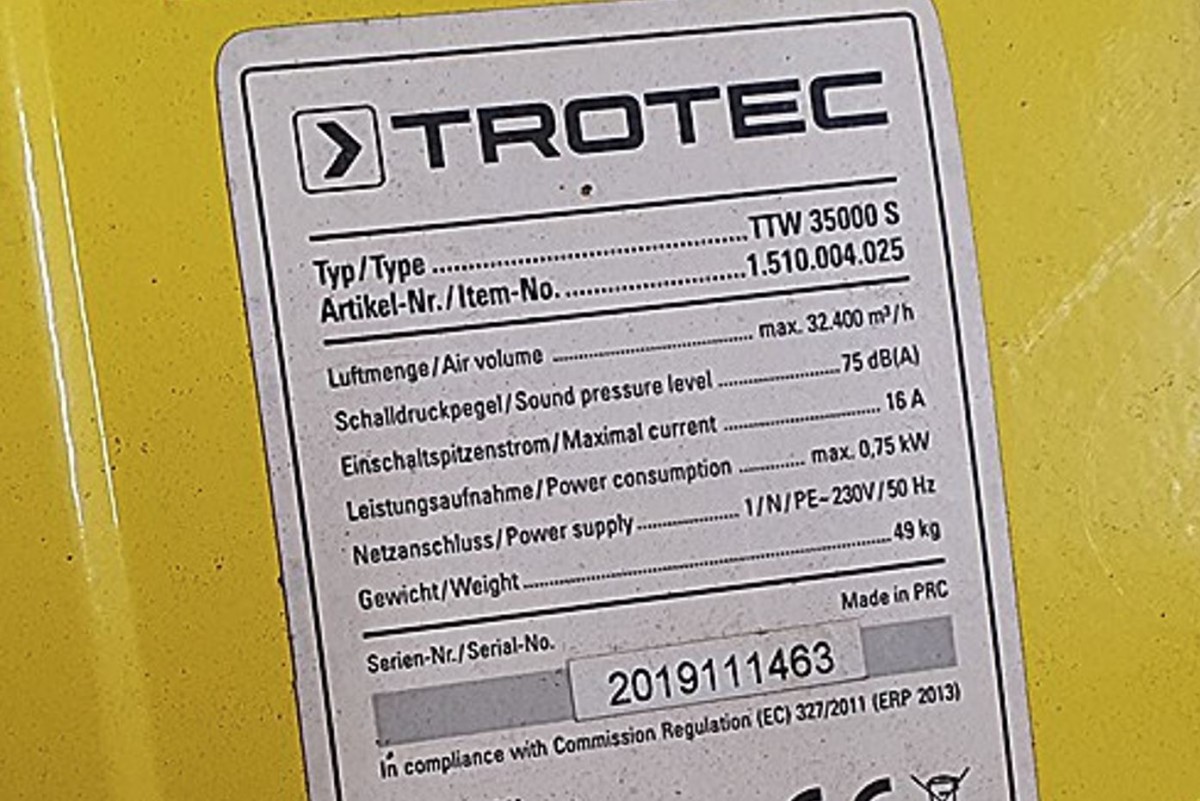 TROTEC
Typ/Type ........ TTW 35000 S
Artikel-Nr./Item-No. ........ 1.510.004.025
Luftmenge/Air volume ........ max. 32.400 m³/h
Schalldruckpegel/Sound pressure level ........ 75 dB(A)
Einschaltspitzenstrom/Maximal current ........ 16 A
Leistungsaufnahme/Power consumption ........ max. 0,75 kW
Netzanschluss/Power supply ........ 1/N/PE~230V/50 Hz
Gewicht/Weight ........ 49 kg
Made in PRC
Serien-Nr./Serial-No.
2019111463
In compliance with Commission Regulation (EC) 327/2011 (ERP 2013)
CE